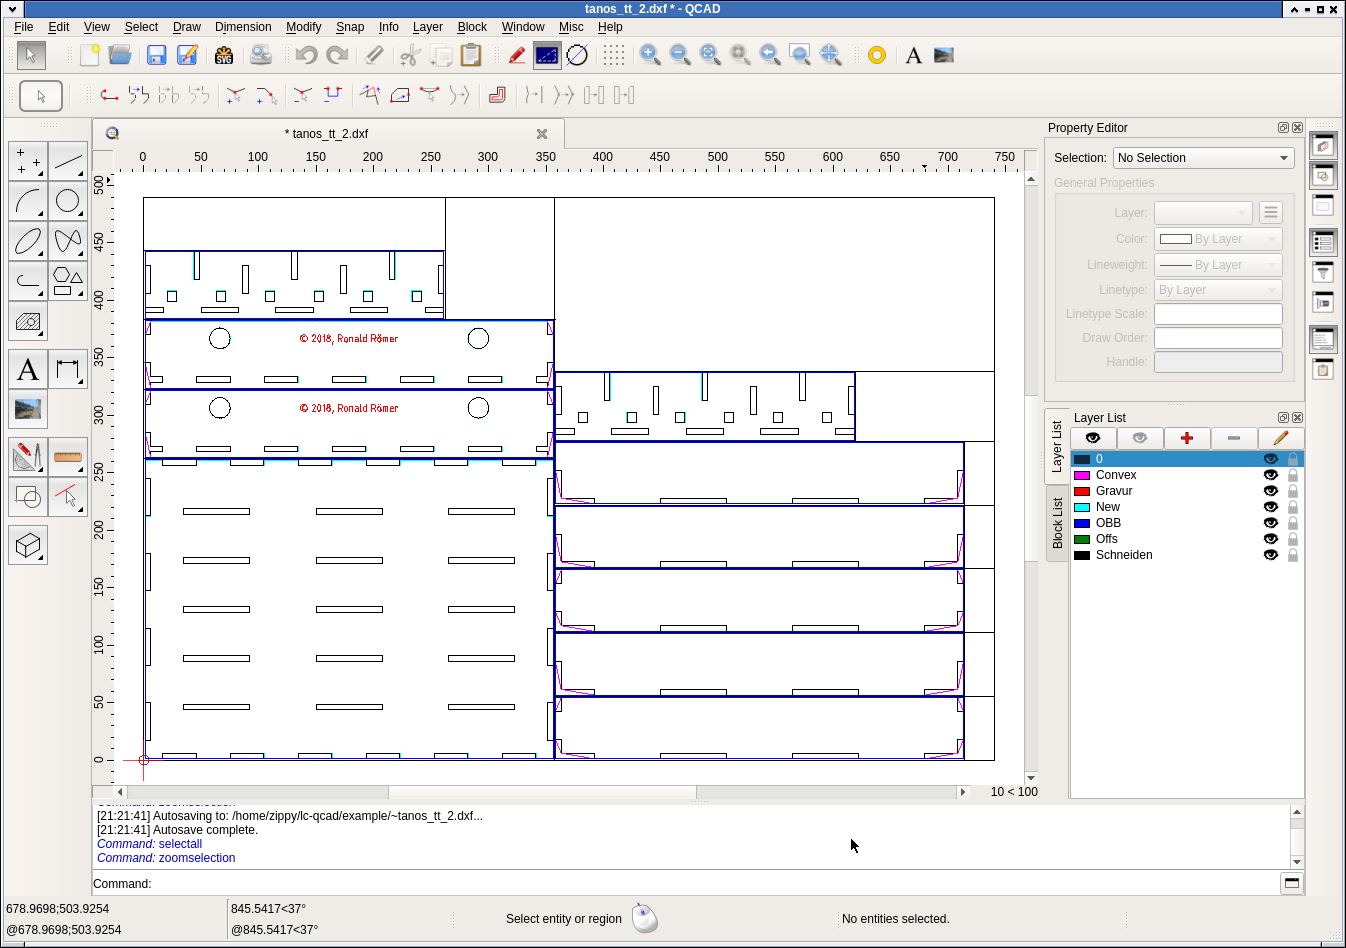 tanos_tt_2.dxf * - QCAD
File Edit View Select Draw Dimension Modify Snap Info Layer Block Window Misc Help
SVG
A
* tanos_tt_2.dxf
0 50 100 150 200 250 300 350 400 450 500 550 600 650 700 750
500
450
400
350
300
250
200
150
100
50
0
© 2018, Ronald Römer
© 2018, Ronald Römer
A
10 < 100
Property Editor
Selection: No Selection
General Properties
Layer:
Color: By Layer
Lineweight: By Layer
Linetype: By Layer
Linetype Scale:
Draw Order:
Handle:
Layer List
Block List
Layer List
0
Convex
Gravur
New
OBB
Offs
Schneiden
[21:21:41] Autosaving to: /home/zippy/lc-qcad/example/~tanos_tt_2.dxf...
[21:21:41] Autosave complete.
Command: selectall
Command: zoomselection
Command:
678.9698;503.9254
@678.9698;503.9254
845.5417<37°
@845.5417<37°
Select entity or region
No entities selected.